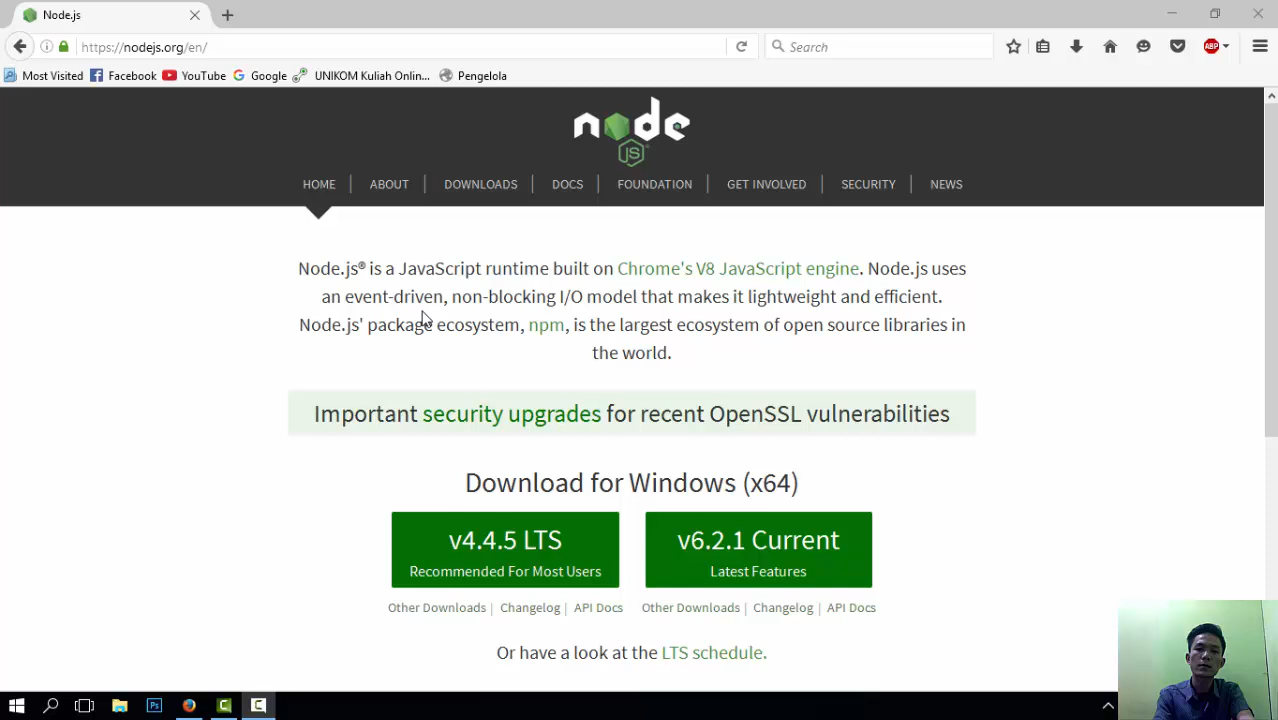 Node.js
https://nodejs.org/en/
Search
ABP
Most Visited
Facebook
YouTube
Google
UNIKOM Kuliah Onlin...
Pengelola
node
JS
HOME | ABOUT | DOWNLOADS | DOCS | FOUNDATION | GET INVOLVED | SECURITY | NEWS
Node.js® is a JavaScript runtime built on Chrome's V8 JavaScript engine. Node.js uses
an event-driven, non-blocking I/O model that makes it lightweight and efficient.
Node.js' package ecosystem, npm, is the largest ecosystem of open source libraries in
the world.
Important security upgrades for recent OpenSSL vulnerabilities
Download for Windows (x64)
v4.4.5 LTS
Recommended For Most Users
v6.2.1 Current
Latest Features
Other Downloads | Changelog | API Docs
Other Downloads | Changelog | API Docs
Or have a look at the LTS schedule.
Ps